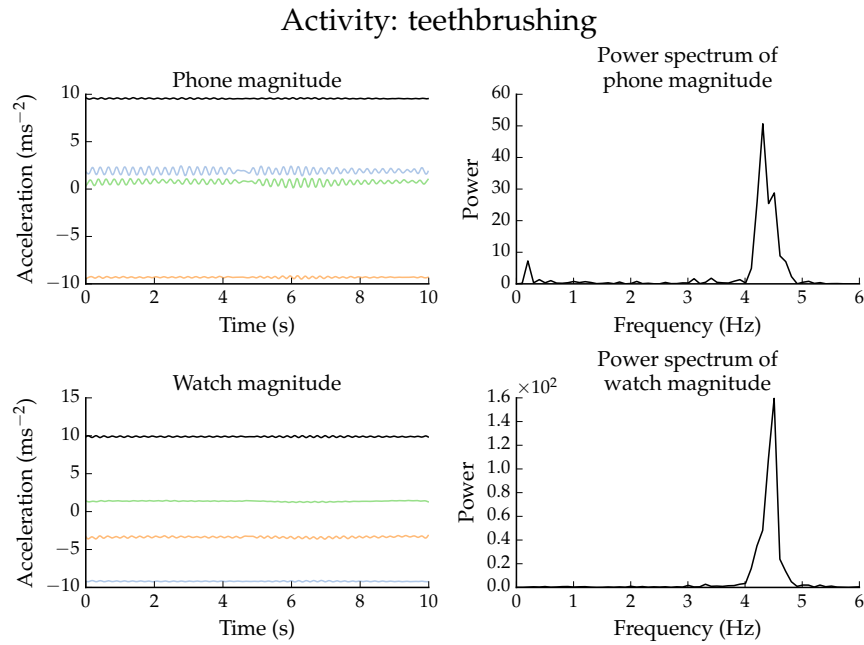 Activity: teethbrushing
Phone magnitude
Acceleration (ms⁻²)
10
5
0
−5
−10
0 2 4 6 8 10
Time (s)
Power spectrum of
phone magnitude
Power
60
50
40
30
20
10
0
0 1 2 3 4 5 6
Frequency (Hz)
Watch magnitude
Acceleration (ms⁻²)
15
10
5
0
−5
−10
0 2 4 6 8 10
Time (s)
Power spectrum of
watch magnitude
×10²
Power
1.6
1.4
1.2
1.0
0.8
0.6
0.4
0.2
0.0
0 1 2 3 4 5 6
Frequency (Hz)